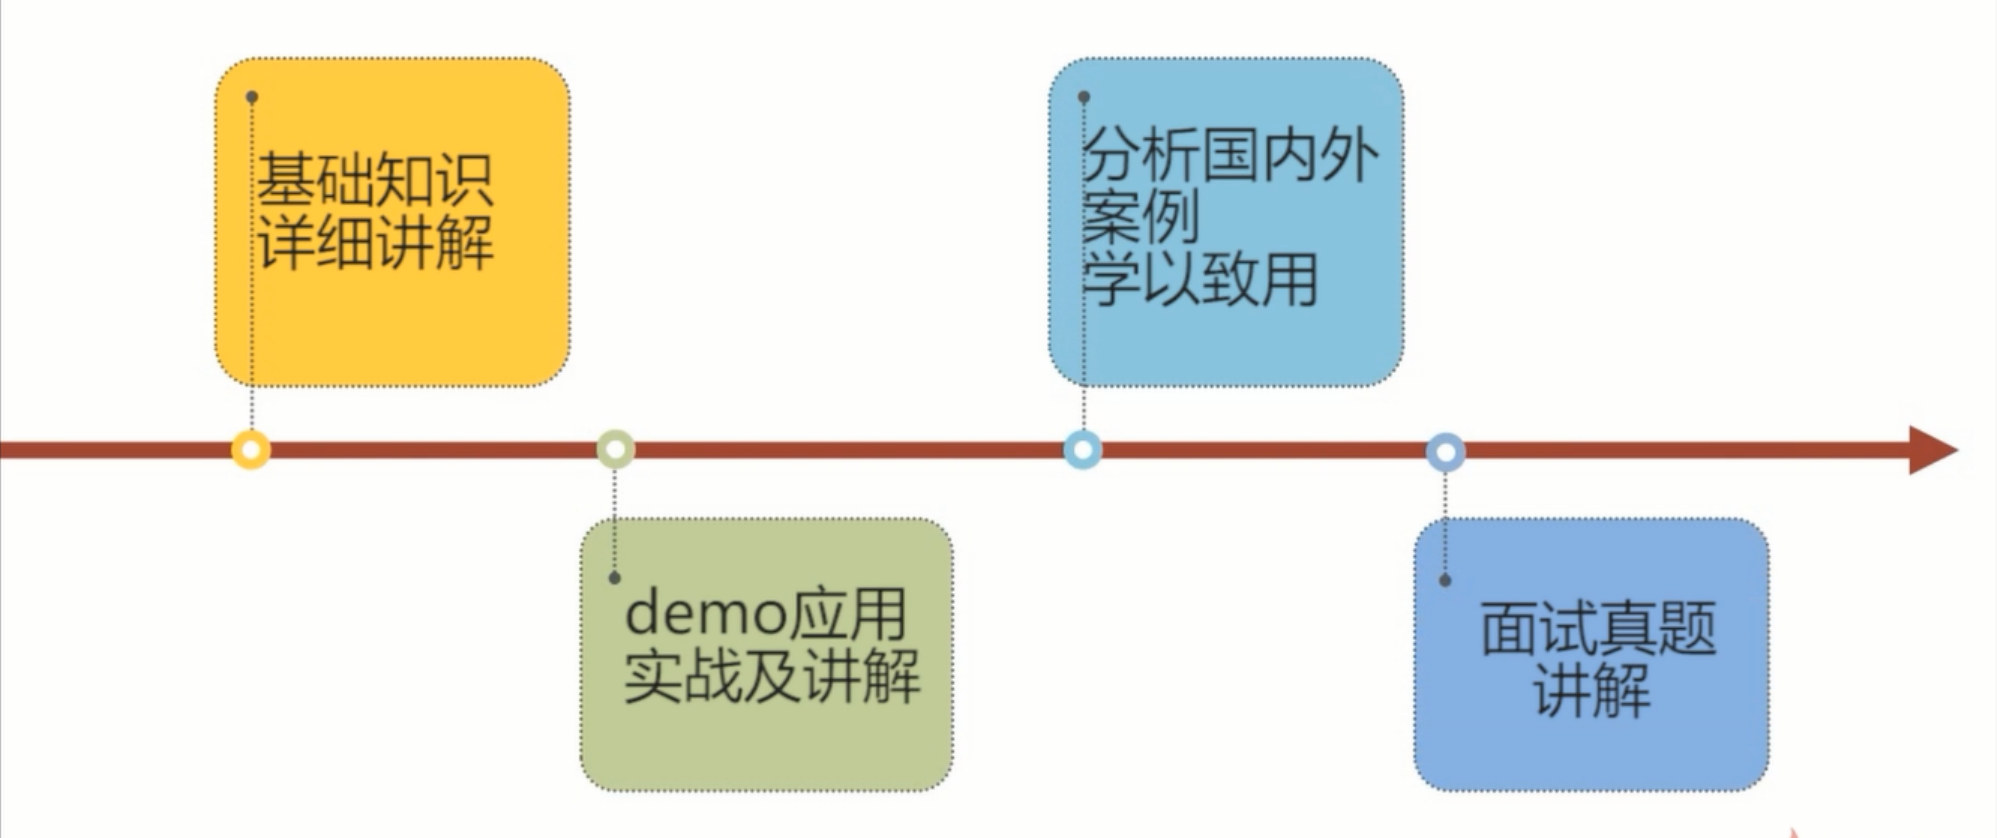 基础知识
详细讲解
demo应用
实战及讲解
分析国内外
案例
学以致用
面试真题
讲解